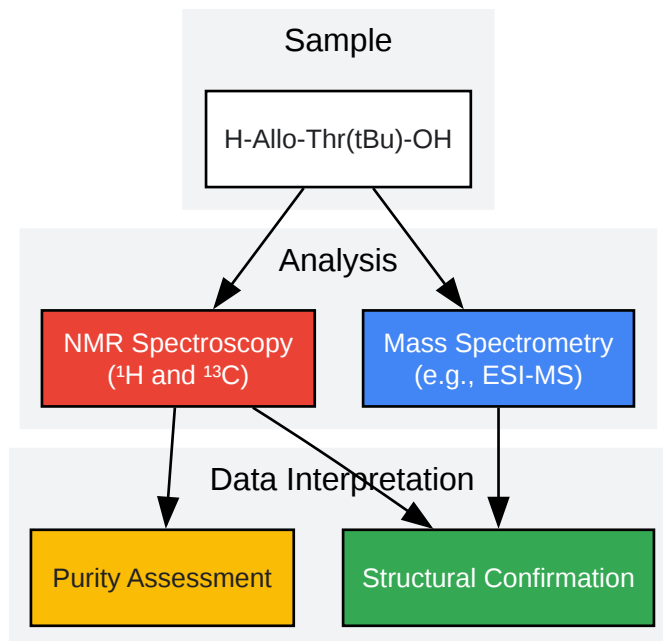 Sample
H-Allo-Thr(tBu)-OH
Analysis
NMR Spectroscopy
(¹H and ¹³C)
Mass Spectrometry
(e.g., ESI-MS)
Data Interpretation
Purity Assessment
Structural Confirmation